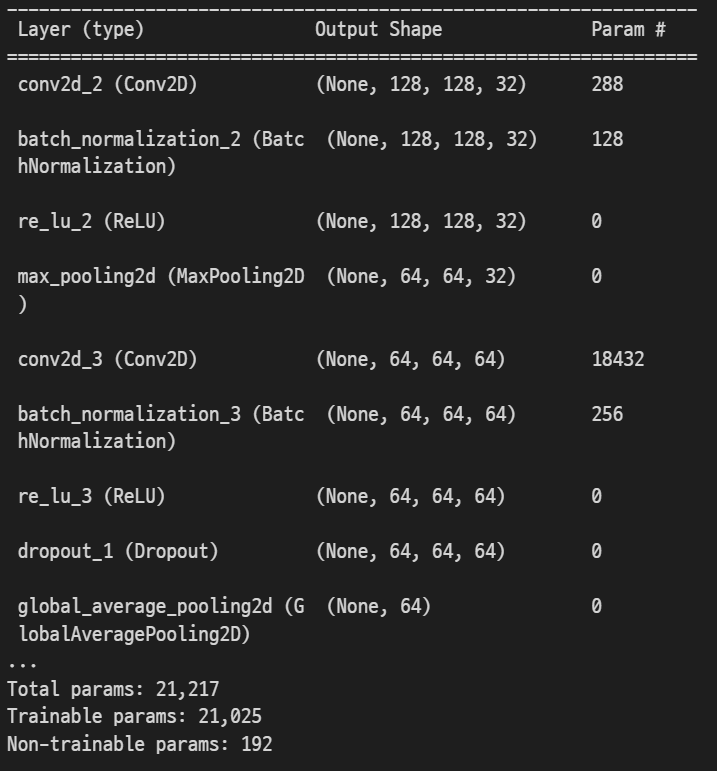 _________________________________________________________________
Layer (type)                Output Shape              Param #
=================================================================
conv2d_2 (Conv2D)           (None, 128, 128, 32)      288
batch_normalization_2 (Batc  (None, 128, 128, 32)     128
hNormalization)
re_lu_2 (ReLU)              (None, 128, 128, 32)      0
max_pooling2d (MaxPooling2D  (None, 64, 64, 32)       0
)
conv2d_3 (Conv2D)           (None, 64, 64, 64)        18432
batch_normalization_3 (Batc  (None, 64, 64, 64)       256
hNormalization)
re_lu_3 (ReLU)              (None, 64, 64, 64)        0
dropout_1 (Dropout)         (None, 64, 64, 64)        0
global_average_pooling2d (G  (None, 64)               0
lobalAveragePooling2D)
...
Total params: 21,217
Trainable params: 21,025
Non-trainable params: 192